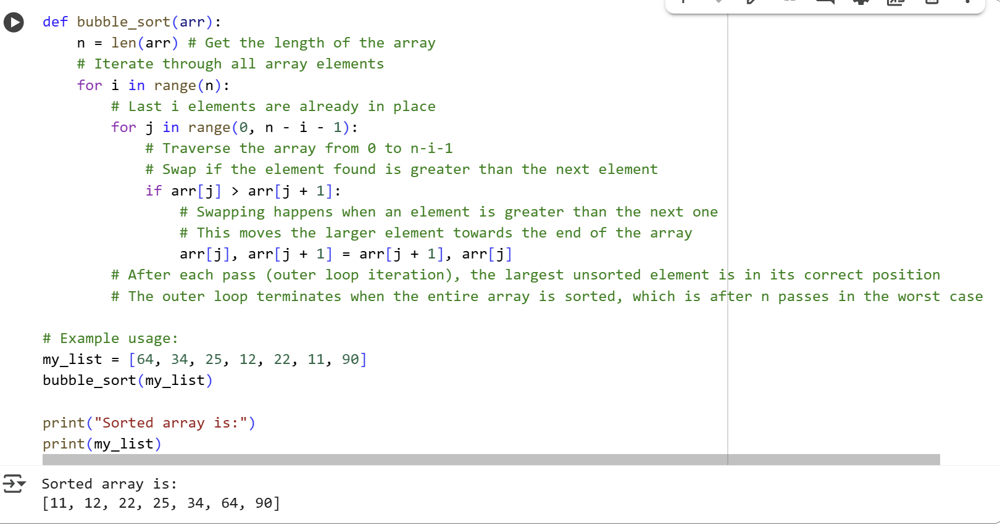 def bubble_sort(arr):
    n = len(arr) # Get the length of the array
    # Iterate through all array elements
    for i in range(n):
        # Last i elements are already in place
        for j in range(0, n - i - 1):
            # Traverse the array from 0 to n-i-1
            # Swap if the element found is greater than the next element
            if arr[j] > arr[j + 1]:
                # Swapping happens when an element is greater than the next one
                # This moves the larger element towards the end of the array
                arr[j], arr[j + 1] = arr[j + 1], arr[j]
        # After each pass (outer loop iteration), the largest unsorted element is in its correct position
        # The outer loop terminates when the entire array is sorted, which is after n passes in the worst case

# Example usage:
my_list = [64, 34, 25, 12, 22, 11, 90]
bubble_sort(my_list)

print("Sorted array is:")
print(my_list)
Sorted array is:
[11, 12, 22, 25, 34, 64, 90]